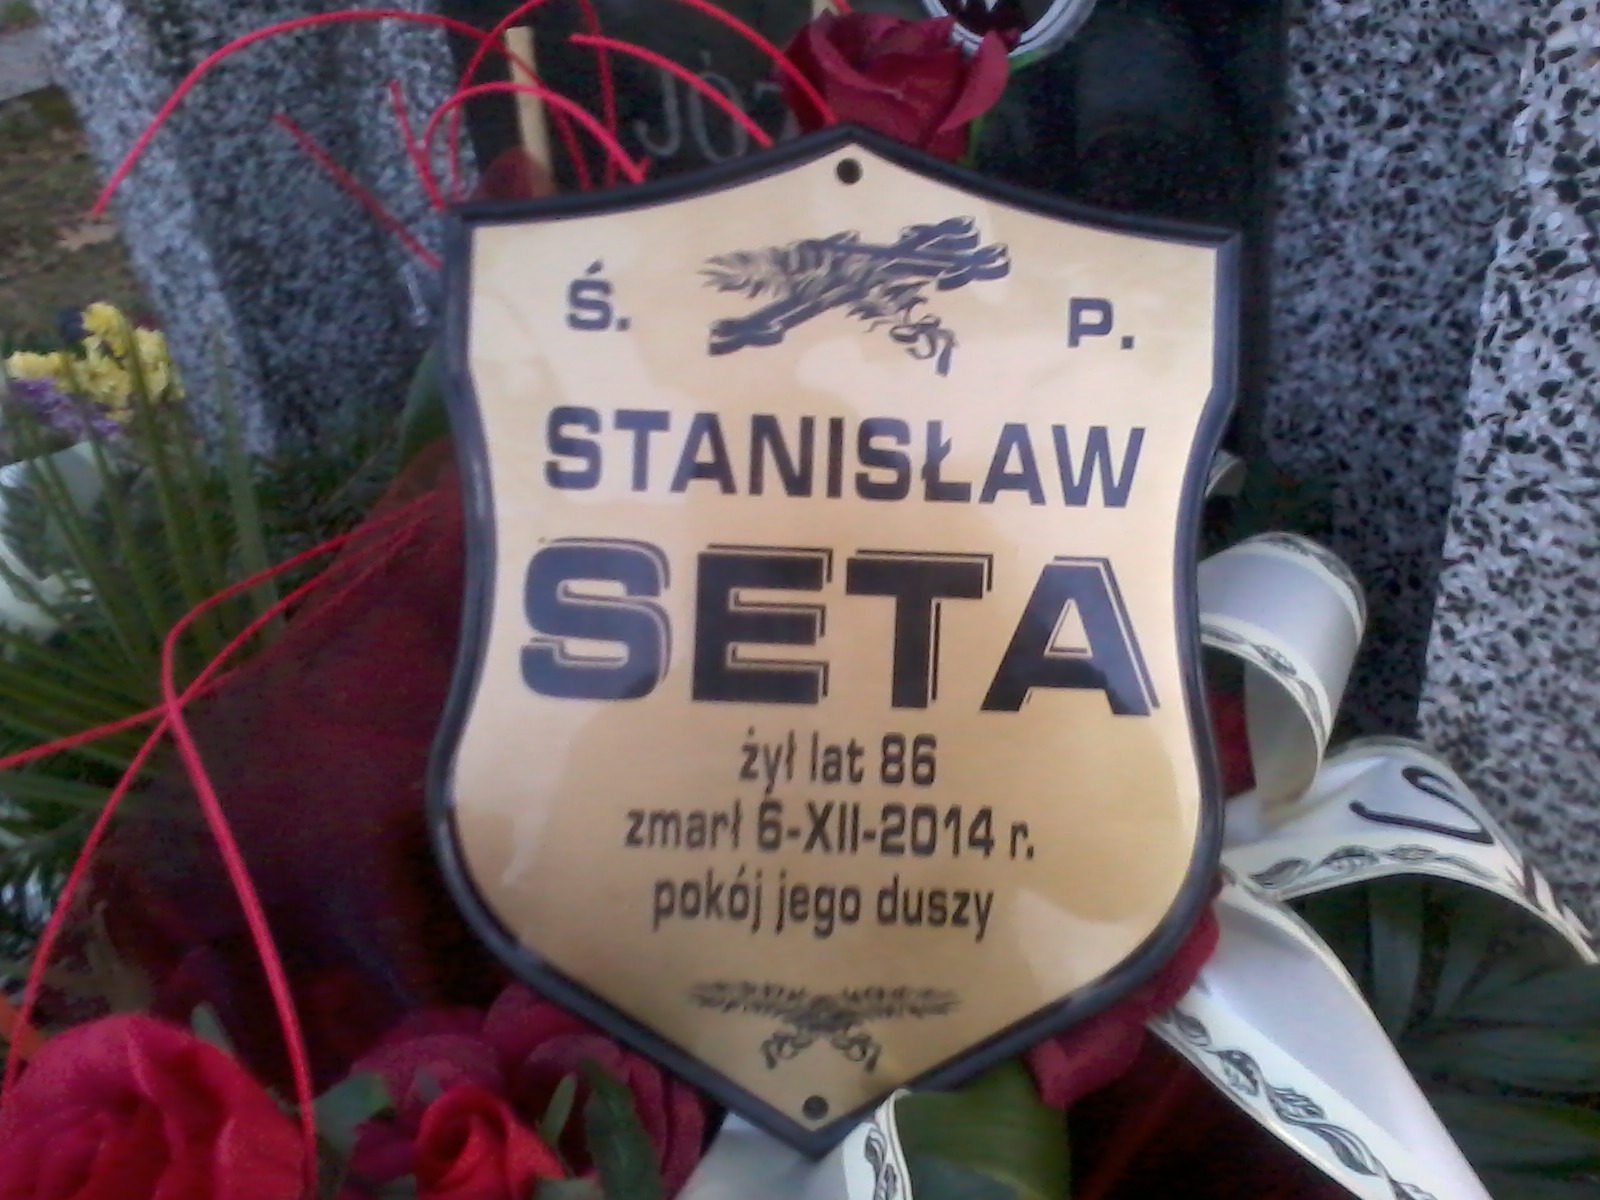 Ś. P.
STANISŁAW
SETA
żył lat 86
zmarł 6-XII-2014 r.
pokój jego duszy